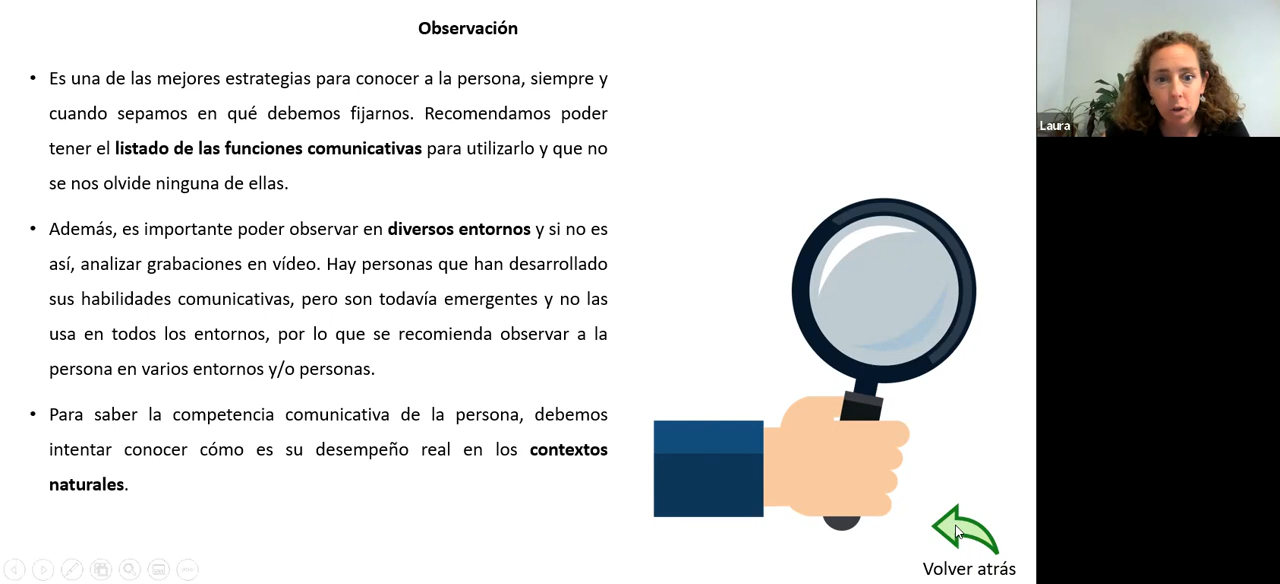 Observación
• Es una de las mejores estrategias para conocer a la persona, siempre y
cuando sepamos en qué debemos fijarnos. Recomendamos poder
tener el listado de las funciones comunicativas para utilizarlo y que no
se nos olvide ninguna de ellas.
• Además, es importante poder observar en diversos entornos y si no es
así, analizar grabaciones en vídeo. Hay personas que han desarrollado
sus habilidades comunicativas, pero son todavía emergentes y no las
usa en todos los entornos, por lo que se recomienda observar a la
persona en varios entornos y/o personas.
• Para saber la competencia comunicativa de la persona, debemos
intentar conocer cómo es su desempeño real en los contextos
naturales.
Volver atrás
Laura